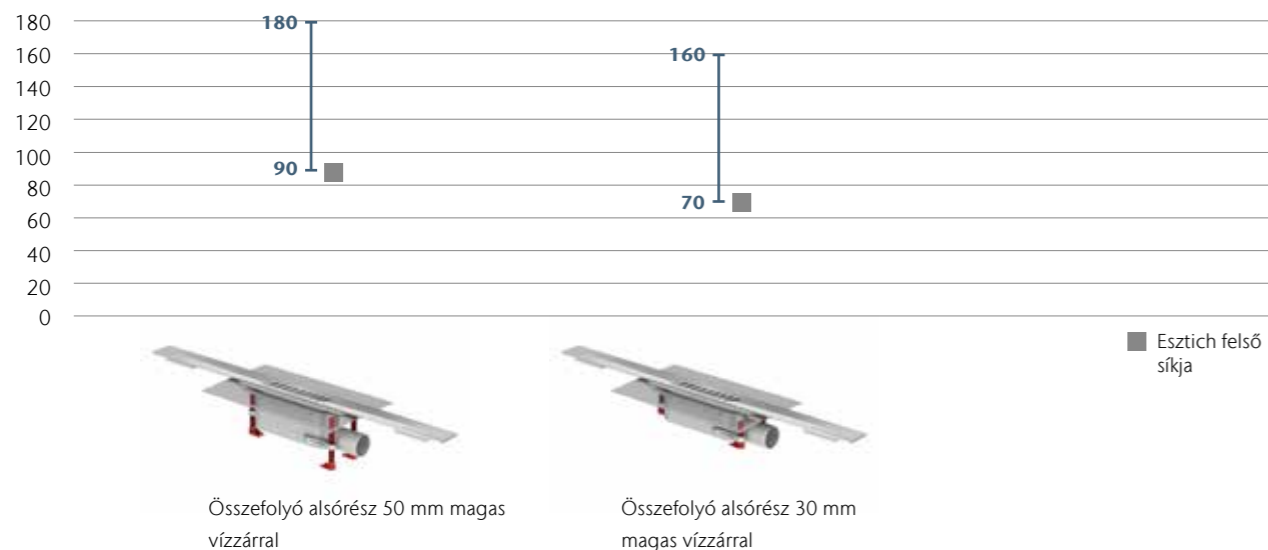 180
160
140
120
100
80
60
40
20
0
180
90
160
70
Esztich felső
síkja
Összefolyó alsórész 50 mm magas
vízzárral
Összefolyó alsórész 30 mm
magas vízzárral